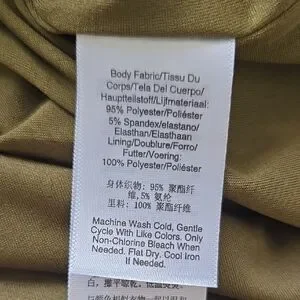 Body Fabric/Tissu Du
Corps/Tela Del Cuerpo/
Hauptteilstoff/Lijfmateriaal:
95% Polyester/Poliéster
5% Spandex/elastano/
Elasthan/Elasthaan
Lining/Doublure/Forro/
Futter/Voering:
100% Polyester/Poliéster
身体织物: 95% 聚酯纤
维,5% 氨纶
里料: 100% 聚酯纤维
Machine Wash Cold, Gentle
Cycle With Like Colors. Only
Non-Chlorine Bleach When
Needed. Flat Dry. Cool Iron
If Needed.
白,